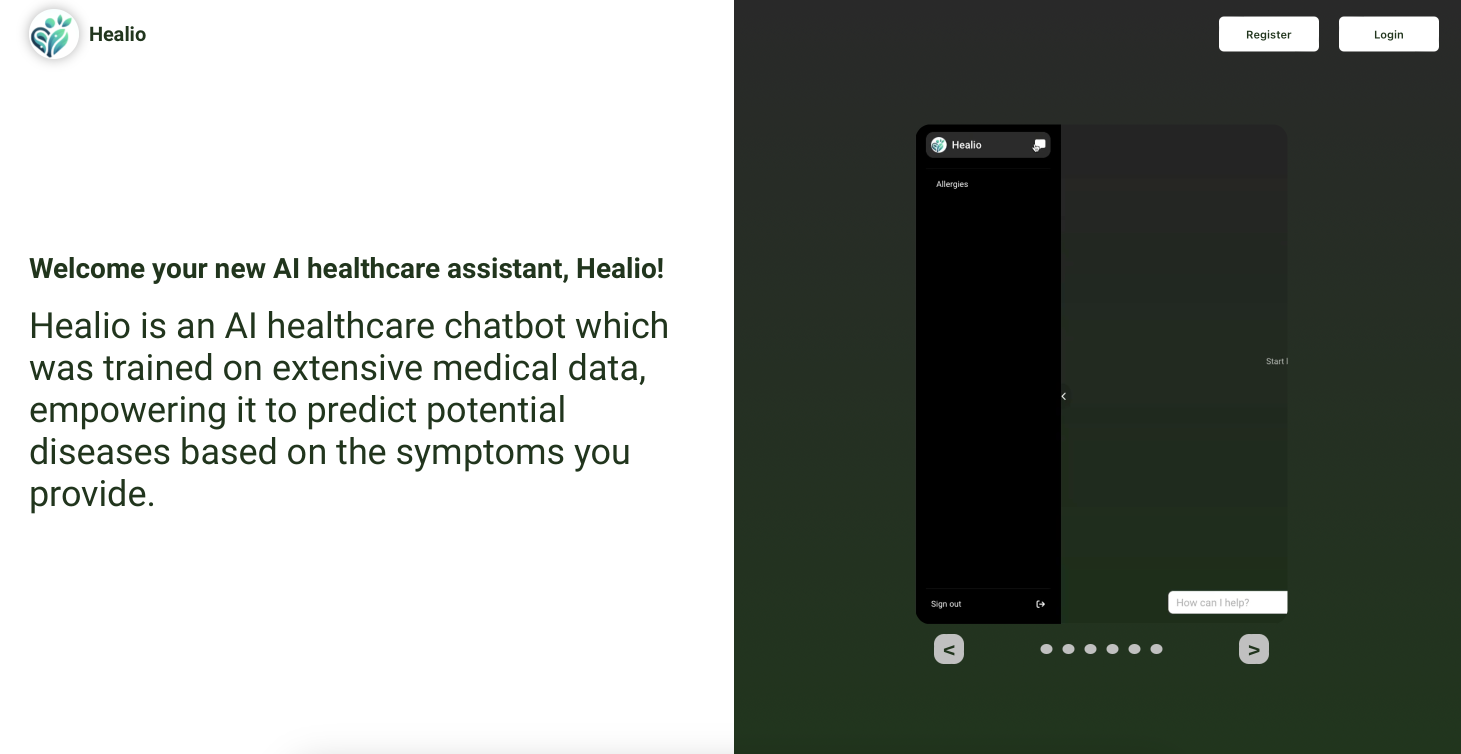 Healio
Register
Login
Welcome your new AI healthcare assistant, Healio!
Healio is an AI healthcare chatbot which
was trained on extensive medical data,
empowering it to predict potential
diseases based on the symptoms you
provide.
Healio
Allergies
Start
Sign out
How can I help?
<
>